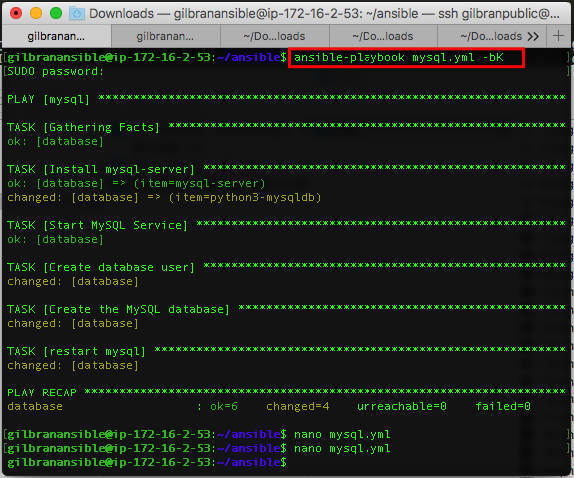 Downloads — gilbranansible@ip-172-16-2-53: ~/ansible — ssh gilbranpublic@...
gilbranan... gilbranan... ~/Do...loads ~/Do...loads ~/Do...loads >> +
[gilbranansible@ip-172-16-2-53:~/ansible$ ansible-playbook mysql.yml -bK ]
[SUDO password: ]
PLAY [mysql] *********************************************************
TASK [Gathering Facts] ***********************************************
ok: [database]
TASK [Install mysql-server] ******************************************
ok: [database] => (item=mysql-server)
changed: [database] => (item=python3-mysqldb)
TASK [Start MySQL Service] *******************************************
ok: [database]
TASK [Create database user] ******************************************
changed: [database]
TASK [Create the MySQL database] *************************************
changed: [database]
TASK [restart mysql] *************************************************
changed: [database]
PLAY RECAP ***********************************************************
database : ok=6 changed=4 unreachable=0 failed=0
[gilbranansible@ip-172-16-2-53:~/ansible$ nano mysql.yml ]
[gilbranansible@ip-172-16-2-53:~/ansible$ nano mysql.yml ]
gilbranansible@ip-172-16-2-53:~/ansible$